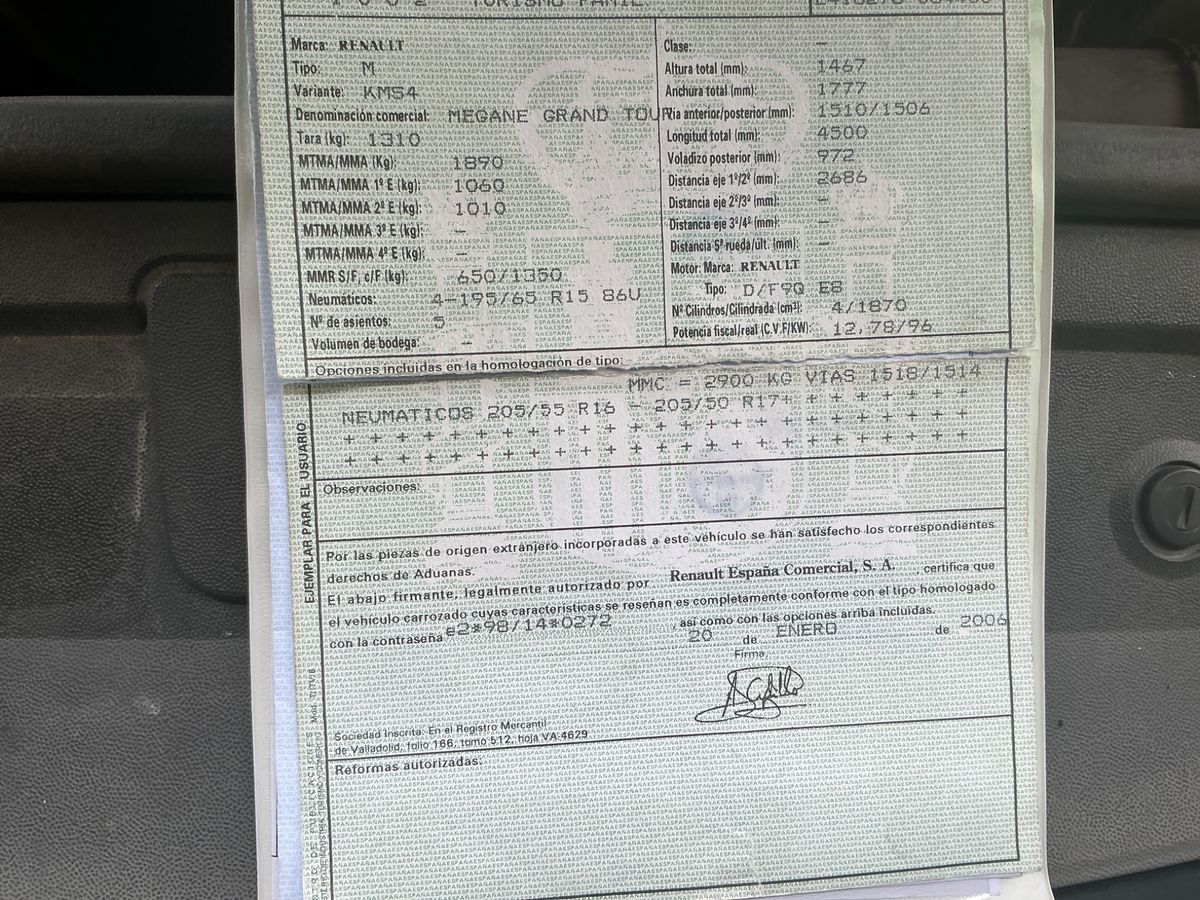 1 0 0 2 TURISMO FAMIL.
Marca: RENAULT
Tipo: M
Variante: KMS4
Denominación comercial: MEGANE GRAND TOUR
Tara (kg): 1310
MTMA/MMA (Kg): 1890
MTMA/MMA 1º E (kg): 1060
MTMA/MMA 2º E (kg): 1010
MTMA/MMA 3º E (kg): –
MTMA/MMA 4º E (kg): –
MMR S/F, c/F (kg): 650/1350
Neumáticos: 4-195/65 R15 86U
Nº de asientos: 5
Volumen de bodega: –
Clase: –
Altura total (mm): 1467
Anchura total (mm): 1777
Vía anterior/posterior (mm): 1510/1506
Longitud total (mm): 4500
Voladizo posterior (mm): 972
Distancia eje 1º/2º (mm): 2686
Distancia eje 2º/3º (mm): –
Distancia eje 3º/4º (mm): –
Distancia 5ª rueda/últ. (mm): –
Motor: Marca: RENAULT
Tipo: D/F9Q E8
Nº Cilindros/Cilindrada (cm³): 4/1870
Potencia fiscal/real (C.V.F/KW): 12,78/96
Opciones incluidas en la homologación de tipo:
MMC = 2900 KG VIAS 1518/1514
NEUMATICOS 205/55 R16 - 205/50 R17+ + + + + + + +
+ + + + + + + + + + + + + + + + + + + + + + + + +
+ + + + + + + + + + + + + + + + + + + + + + + + +
Observaciones:
Por las piezas de origen extranjero incorporadas a este vehículo se han satisfecho los correspondientes
derechos de Aduanas.
El abajo firmante, legalmente autorizado por Renault España Comercial, S. A. , certifica que
el vehículo carrozado cuyas características se reseñan es completamente conforme con el tipo homologado
con la contraseña e2*98/14*0272 , así como con las opciones arriba incluidas.
20 de ENERO de 2006
Firma,
Sociedad Inscrita: En el Registro Mercantil
de Valladolid, folio 166, tomo 512, hoja VA-4629
Reformas autorizadas:
EJEMPLAR PARA EL USUARIO